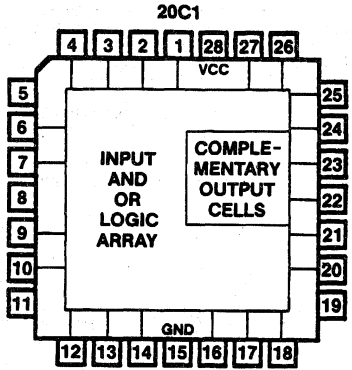 20C1
4 3 2 1 28 27 26
VCC
5 25
6 24
7 23
8 22
9 21
10 20
11 19
INPUT
AND
OR
LOGIC
ARRAY
COMPLE-
MENTARY
OUTPUT
CELLS
GND
12 13 14 15 16 17 18